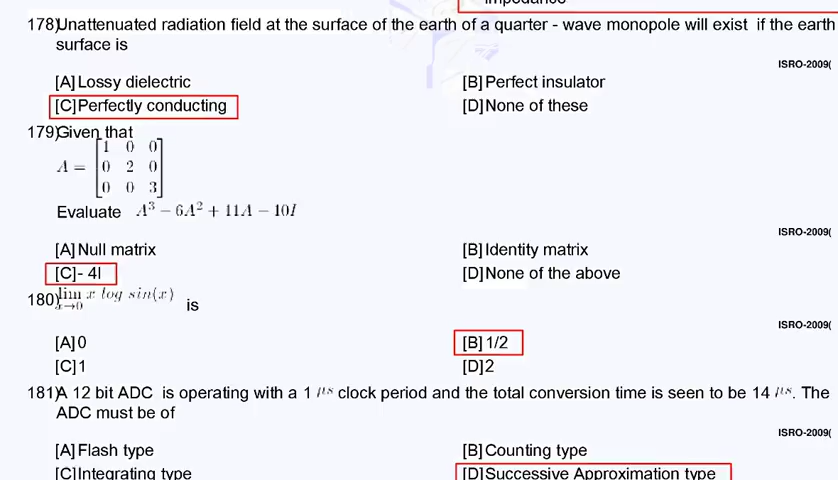 impedance
178)Unattenuated radiation field at the surface of the earth of a quarter - wave monopole will exist if the earth
surface is
ISRO-2009(
[A]Lossy dielectric [B]Perfect insulator
[C]Perfectly conducting [D]None of these
179)Given that
A = [1 0 0
0 2 0
0 0 3]
Evaluate A³ − 6A² + 11A − 10I
ISRO-2009(
[A]Null matrix [B]Identity matrix
[C]- 4I [D]None of the above
180) lim x→0 x log sin(x) is
ISRO-2009(
[A]0 [B]1/2
[C]1 [D]2
181)A 12 bit ADC is operating with a 1 μs clock period and the total conversion time is seen to be 14 μs. The
ADC must be of
ISRO-2009(
[A]Flash type [B]Counting type
[C]Integrating type [D]Successive Approximation type